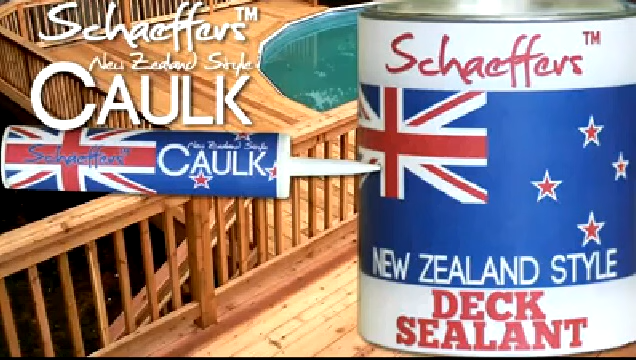 Schaeffers™
New Zealand Style
CAULK
Schaeffers™
New Zealand Style
CAULK
Schaeffers™
NEW ZEALAND STYLE
DECK
SEALANT